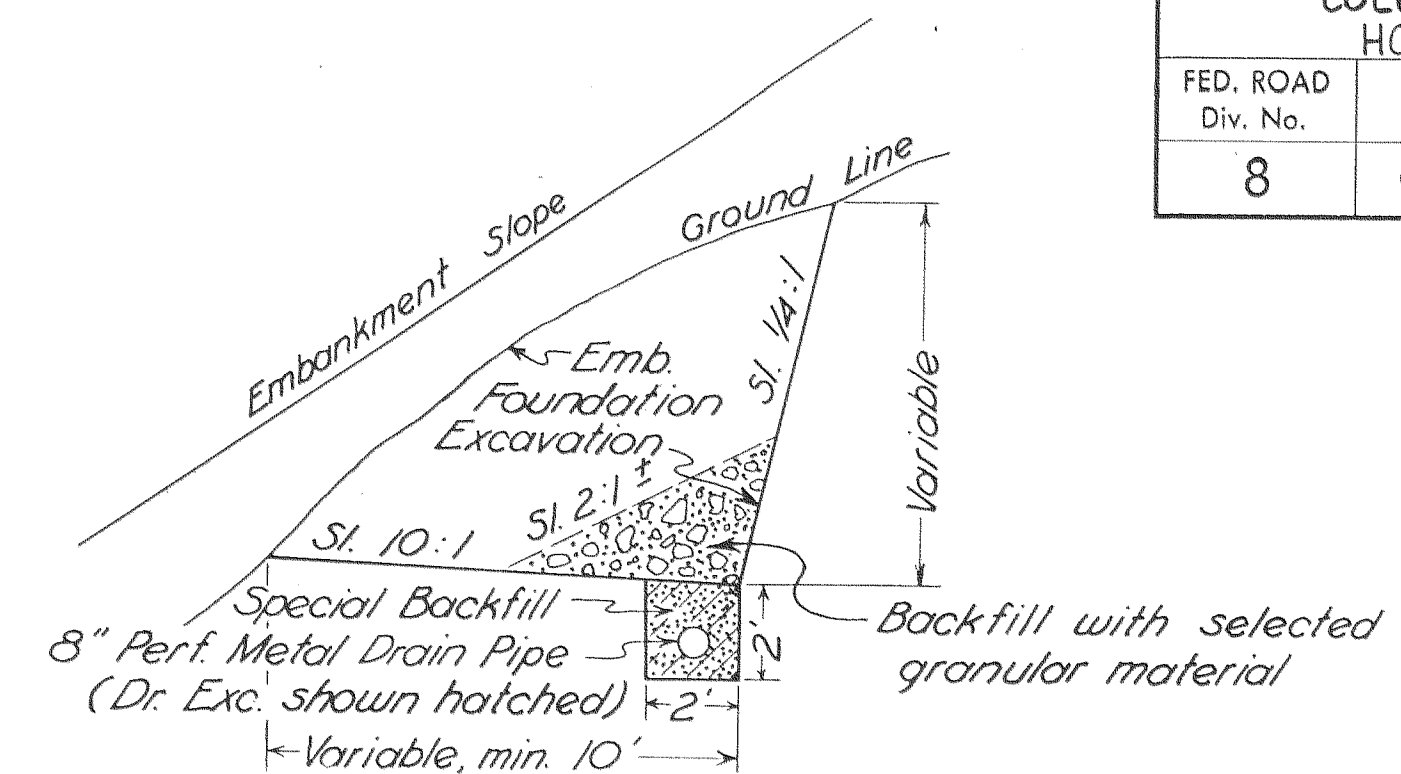 HO
FED. ROAD
Div. No.
8
Embankment Slope
Ground Line
Sl. 1/4:1
Emb.
Foundation
Excavation
Variable
Sl. 2:1 ±
Sl. 10:1
Special Backfill
8" Perf. Metal Drain Pipe
(Dr. Exc. shown hatched)
2'
2'
Variable, min. 10'
Backfill with selected
granular material